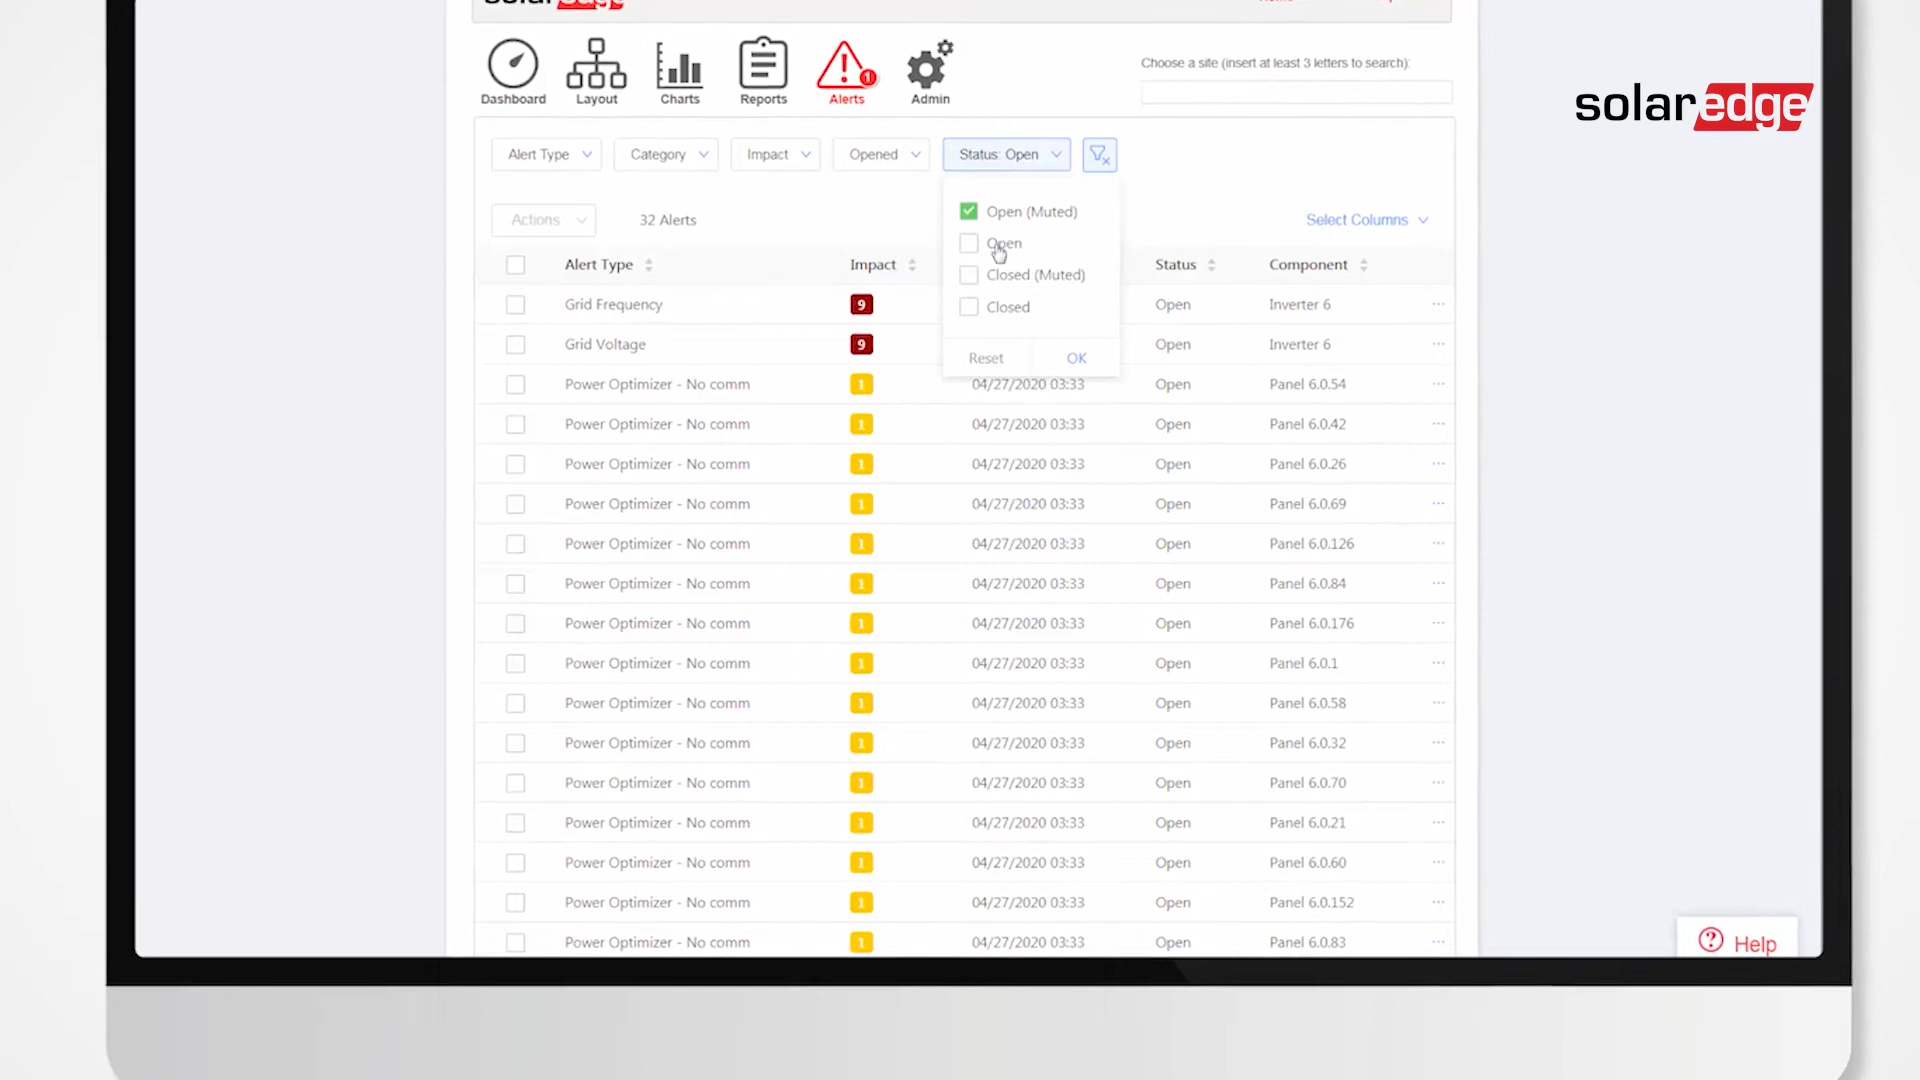 solaredge
solaredge
Dashboard
Layout
Charts
Reports
1
Alerts
Admin
Choose a site (insert at least 3 letters to search):
Alert Type
Category
Impact
Opened
Status: Open
Open (Muted)
Open
Closed (Muted)
Closed
Reset
OK
Actions
32 Alerts
Select Columns
Alert Type Impact Status Component
Grid Frequency 9 Open Inverter 6 ...
Grid Voltage 9 Open Inverter 6 ...
Power Optimizer - No comm 1 04/27/2020 03:33 Open Panel 6.0.54 ...
Power Optimizer - No comm 1 04/27/2020 03:33 Open Panel 6.0.42 ...
Power Optimizer - No comm 1 04/27/2020 03:33 Open Panel 6.0.26 ...
Power Optimizer - No comm 1 04/27/2020 03:33 Open Panel 6.0.69 ...
Power Optimizer - No comm 1 04/27/2020 03:33 Open Panel 6.0.126 ...
Power Optimizer - No comm 1 04/27/2020 03:33 Open Panel 6.0.84 ...
Power Optimizer - No comm 1 04/27/2020 03:33 Open Panel 6.0.176 ...
Power Optimizer - No comm 1 04/27/2020 03:33 Open Panel 6.0.1 ...
Power Optimizer - No comm 1 04/27/2020 03:33 Open Panel 6.0.58 ...
Power Optimizer - No comm 1 04/27/2020 03:33 Open Panel 6.0.32 ...
Power Optimizer - No comm 1 04/27/2020 03:33 Open Panel 6.0.70 ...
Power Optimizer - No comm 1 04/27/2020 03:33 Open Panel 6.0.21 ...
Power Optimizer - No comm 1 04/27/2020 03:33 Open Panel 6.0.60 ...
Power Optimizer - No comm 1 04/27/2020 03:33 Open Panel 6.0.152 ...
Power Optimizer - No comm 1 04/27/2020 03:33 Open Panel 6.0.83 ...
? Help